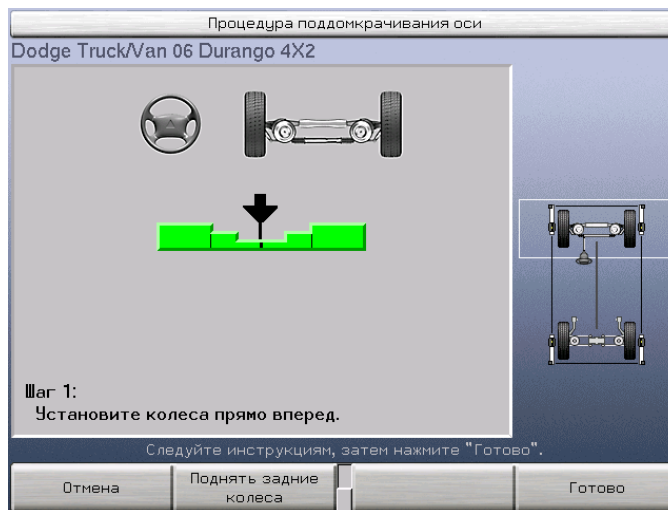 Процедура поддомкрачивания оси
Dodge Truck/Van 06 Durango 4X2
Шаг 1:
Установите колеса прямо вперед.
Следуйте инструкциям, затем нажмите "Готово".
Отмена
Поднять задние
колеса
Готово